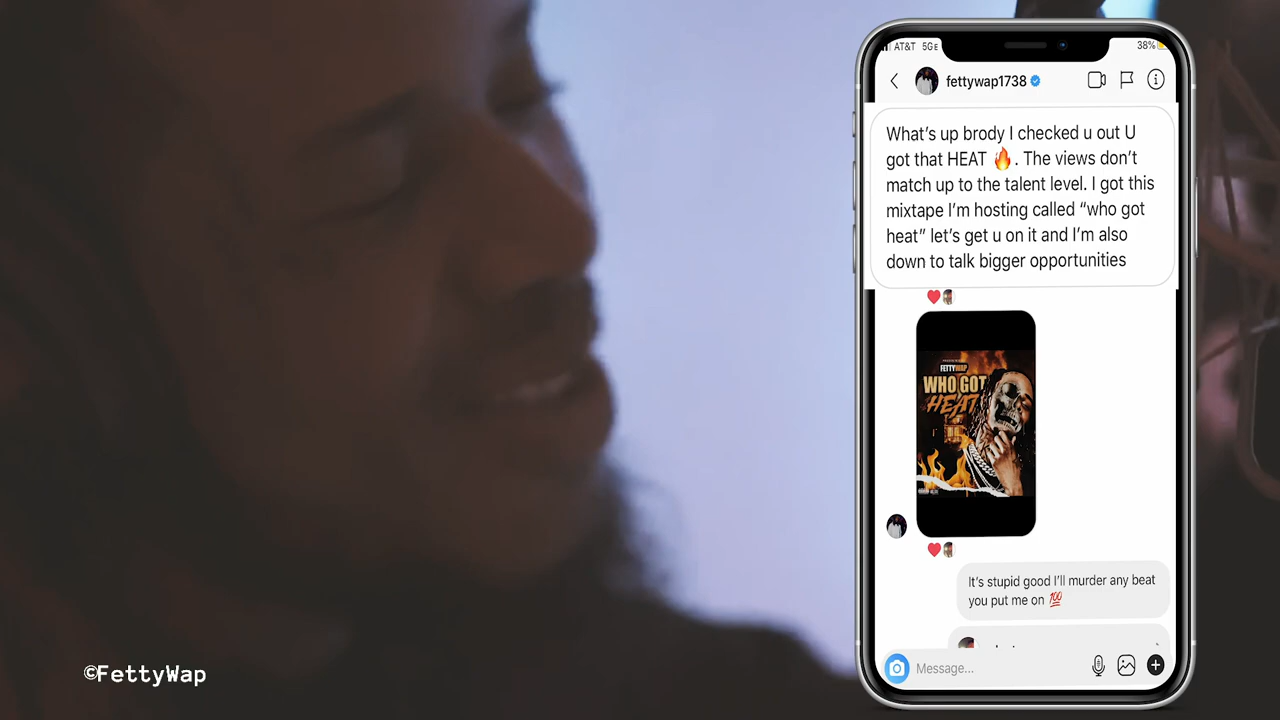 AT&T 5GE
38%
fettywap1738
What's up brody I checked u out U
got that HEAT 🔥. The views don't
match up to the talent level. I got this
mixtape I'm hosting called “who got
heat” let's get u on it and I'm also
down to talk bigger opportunities
FETTYWAP
WHO GOT
HEAT
It's stupid good I'll murder any beat
you put me on 💯
Message...
©FettyWap